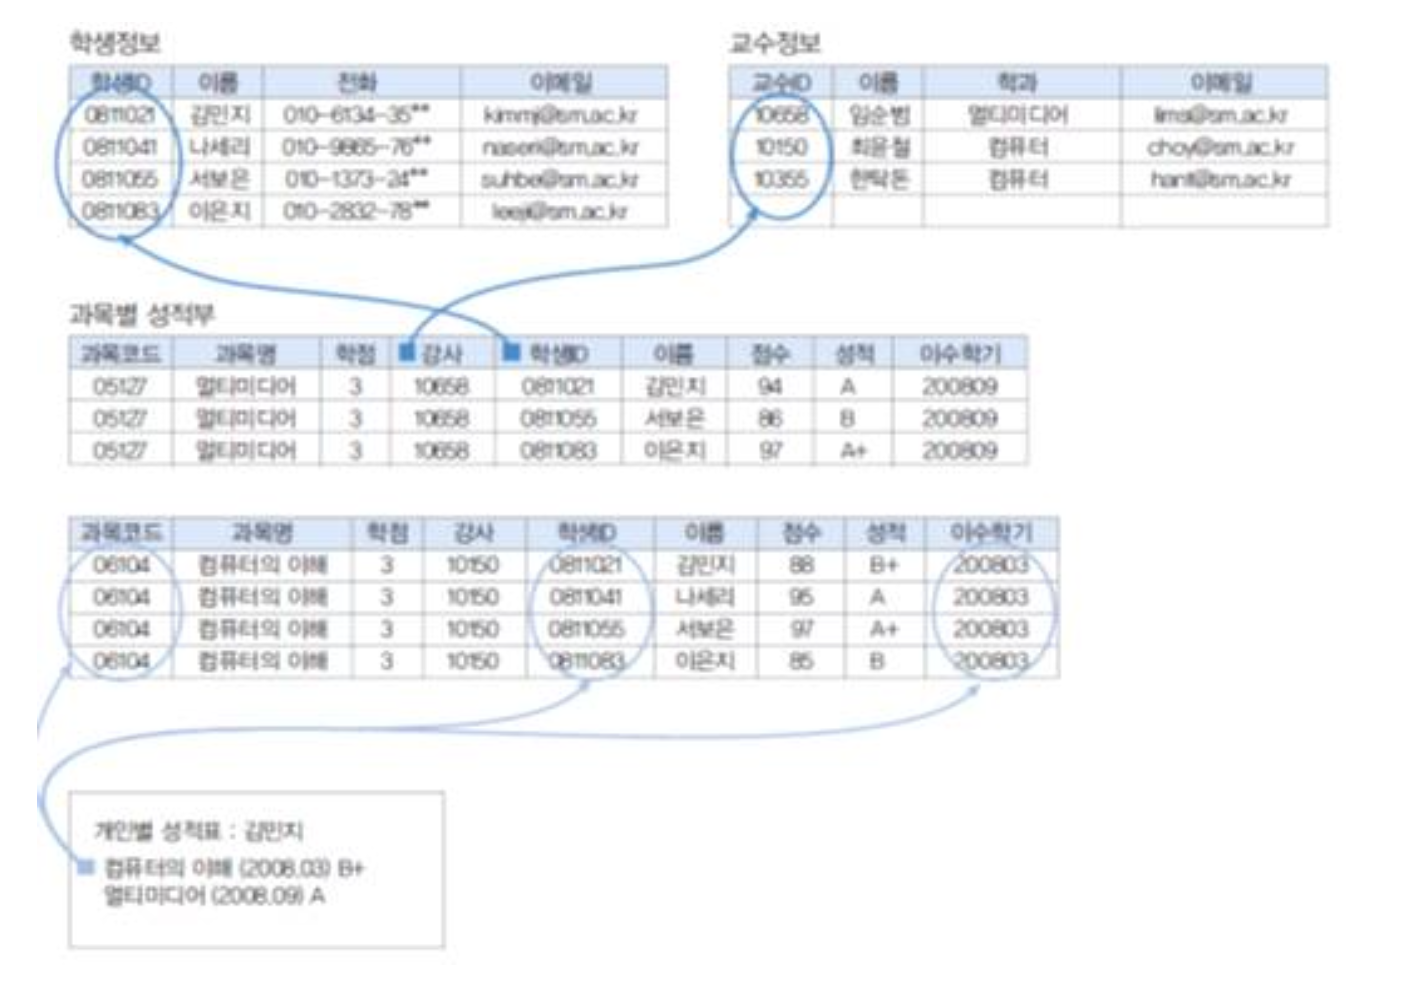 학생정보
학생ID 이름 전화 이메일
0811021 김민지 010-6134-35** kimmj@sm.ac.kr
0811041 나세리 010-9865-76** naseri@sm.ac.kr
0811055 서보은 010-1373-24** suhbe@sm.ac.kr
0811083 이은지 010-2832-78** leeji@sm.ac.kr
교수정보
교수ID 이름 학과 이메일
10658 임순범 멀티미디어 lims@sm.ac.kr
10150 최윤철 컴퓨터 choy@sm.ac.kr
10355 한탁돈 컴퓨터 hant@sm.ac.kr
과목별 성적부
과목코드 과목명 학점 강사 학생ID 이름 점수 성적 이수학기
05127 멀티미디어 3 10658 0811021 김민지 94 A 200809
05127 멀티미디어 3 10658 0811055 서보은 86 B 200809
05127 멀티미디어 3 10658 0811083 이은지 97 A+ 200809
과목코드 과목명 학점 강사 학생ID 이름 점수 성적 이수학기
06104 컴퓨터의 이해 3 10150 0811021 김민지 88 B+ 200803
06104 컴퓨터의 이해 3 10150 0811041 나세리 95 A 200803
06104 컴퓨터의 이해 3 10150 0811055 서보은 97 A+ 200803
06104 컴퓨터의 이해 3 10150 0811083 이은지 85 B 200803
개인별 성적표 : 김민지
컴퓨터의 이해 (2008.03) B+
멀티미디어 (2008.09) A